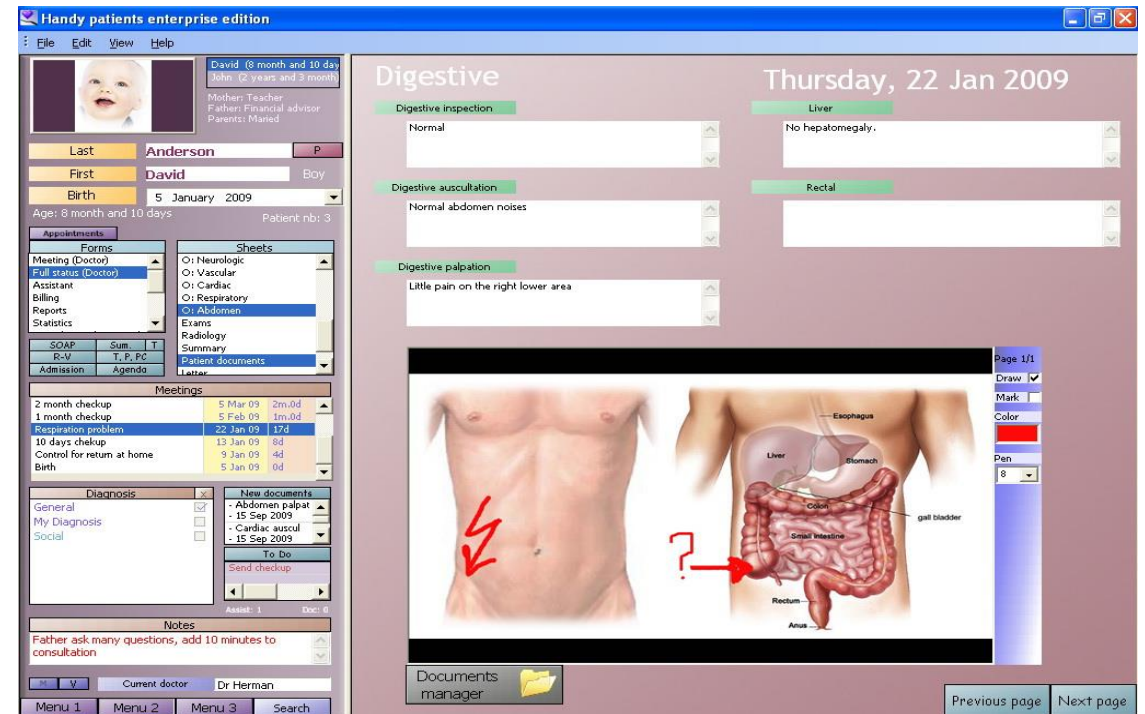 Handy patients enterprise edition
File Edit View Help
David (8 month and 10 day
John (2 years and 3 month)
Mother: Teacher
Father: Financial advisor
Parents: Maried
Last Anderson P
First David Boy
Birth 5 January 2009
Age: 8 month and 10 days
Patient nb: 3
Appointments
Forms
Meeting (Doctor)
Full status (Doctor)
Assistant
Billing
Reports
Statistics
Sheets
O: Neurologic
O: Vascular
O: Cardiac
O: Respiratory
O: Abdomen
Exams
Radiology
Summary
Patient documents
Letter
SOAP Sum. T
R-V T, P, PC
Admission Agenda
Meetings
2 month checkup 5 Mar 09 2m.0d
1 month checkup 5 Feb 09 1m.0d
Respiration problem 22 Jan 09 17d
10 days chekup 13 Jan 09 8d
Control for return at home 9 Jan 09 4d
Birth 5 Jan 09 0d
Diagnosis x
General
My Diagnosis
Social
New documents
- Abdomen palpat
- 15 Sep 2009
- Cardiac auscul
- 15 Sep 2009
To Do
Send checkup
Assist: 1 Doc: 0
Notes
Father ask many questions, add 10 minutes to
consultation
M V Current doctor Dr Herman
Menu 1 Menu 2 Menu 3 Search
Digestive Thursday, 22 Jan 2009
Digestive inspection
Normal
Liver
No hepatomegaly.
Digestive auscultation
Normal abdomen noises
Rectal
Digestive palpation
Little pain on the right lower area
Esophagus
Liver
Stomach
Colon
gall bladder
Small intestine
?
Rectum
Anus
Page 1/1
Draw
Mark
Color
Pen
8
Documents
manager
Previous page Next page